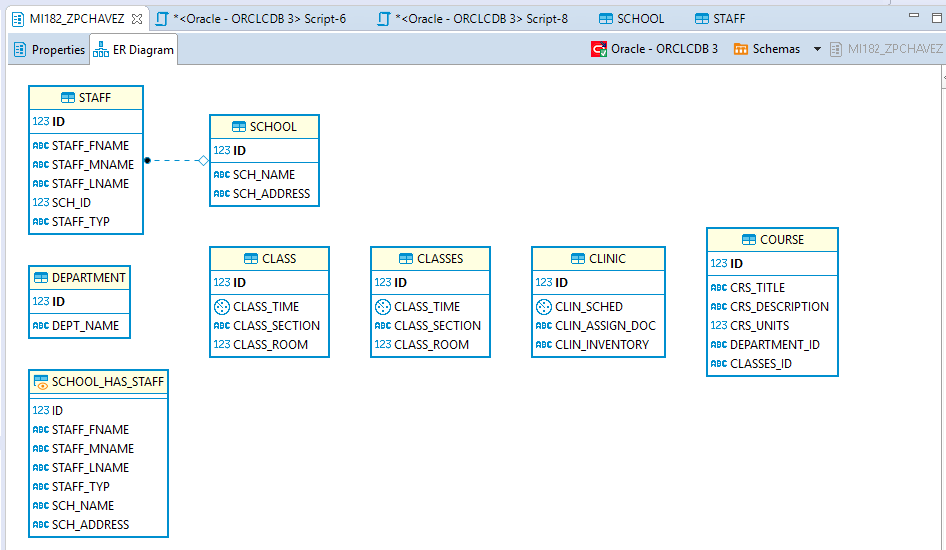 MI182_ZPCHAVEZ
*<Oracle - ORCLCDB 3> Script-6
*<Oracle - ORCLCDB 3> Script-8
SCHOOL
STAFF
Properties
ER Diagram
Oracle - ORCLCDB 3
Schemas
MI182_ZPCHAVEZ
STAFF
123 ID
ABC STAFF_FNAME
ABC STAFF_MNAME
ABC STAFF_LNAME
123 SCH_ID
ABC STAFF_TYP
SCHOOL
123 ID
ABC SCH_NAME
ABC SCH_ADDRESS
DEPARTMENT
123 ID
ABC DEPT_NAME
CLASS
123 ID
CLASS_TIME
ABC CLASS_SECTION
123 CLASS_ROOM
CLASSES
123 ID
CLASS_TIME
ABC CLASS_SECTION
123 CLASS_ROOM
CLINIC
123 ID
CLIN_SCHED
ABC CLIN_ASSIGN_DOC
ABC CLIN_INVENTORY
COURSE
123 ID
ABC CRS_TITLE
ABC CRS_DESCRIPTION
123 CRS_UNITS
ABC DEPARTMENT_ID
ABC CLASSES_ID
SCHOOL_HAS_STAFF
123 ID
ABC STAFF_FNAME
ABC STAFF_MNAME
ABC STAFF_LNAME
ABC STAFF_TYP
ABC SCH_NAME
ABC SCH_ADDRESS